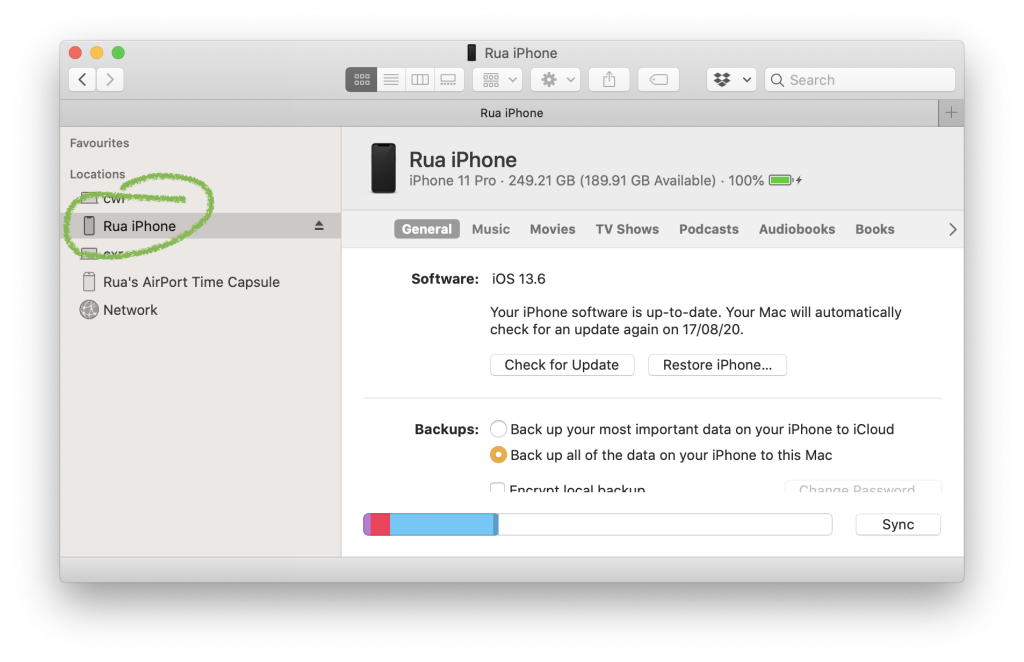 Rua iPhone
Search
Rua iPhone
Favourites
Locations
Rua iPhone
Rua's AirPort Time Capsule
Network
Rua iPhone
iPhone 11 Pro · 249.21 GB (189.91 GB Available) · 100%
General Music Movies TV Shows Podcasts Audiobooks Books
Software: iOS 13.6
Your iPhone software is up-to-date. Your Mac will automatically
check for an update again on 17/08/20.
Check for Update Restore iPhone...
Backups: Back up your most important data on your iPhone to iCloud
Back up all of the data on your iPhone to this Mac
Encrypt local backup Change Password
Sync